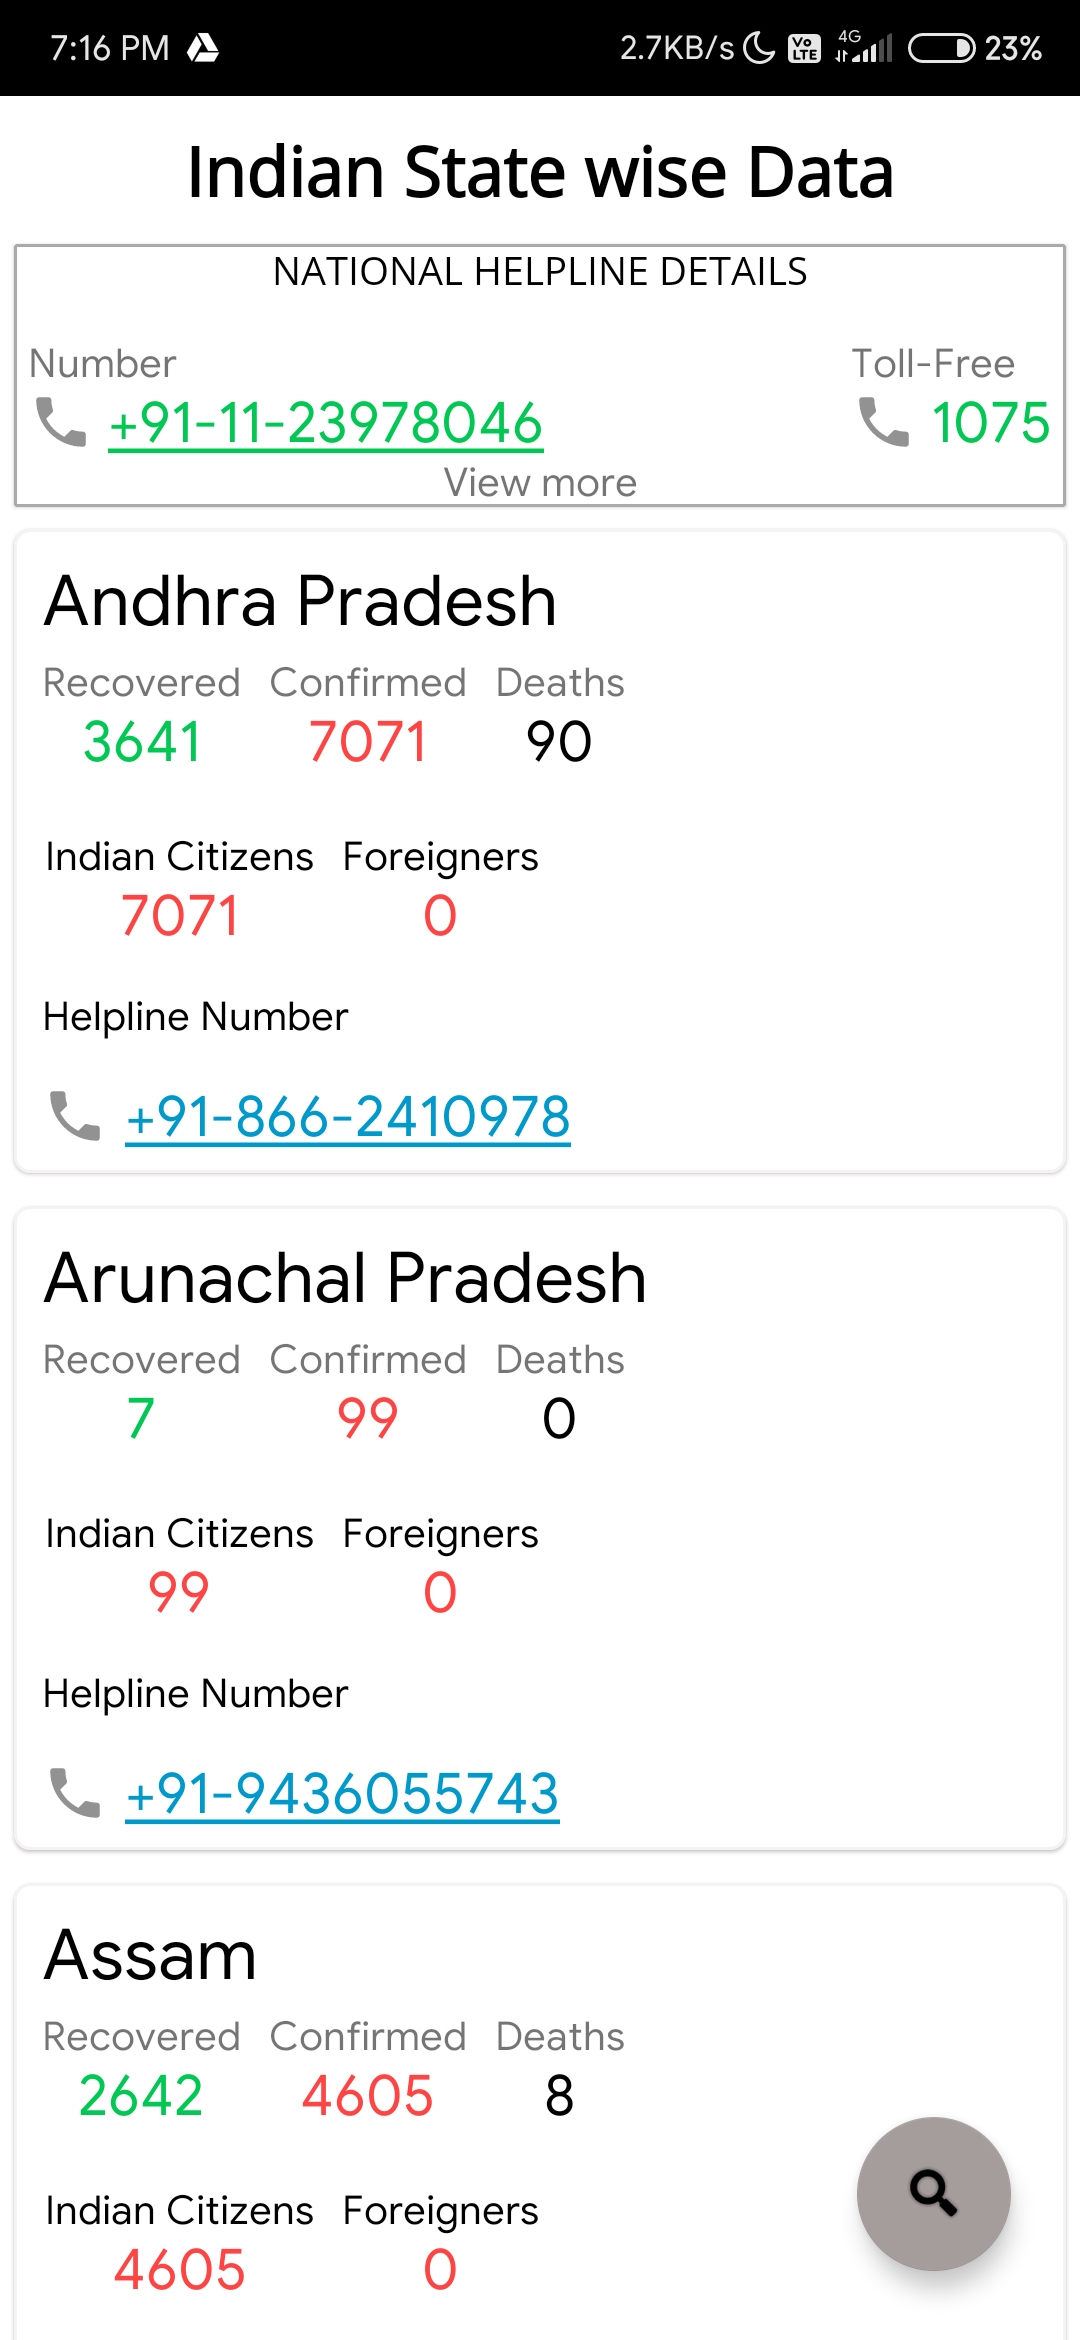 7:16 PM 2.7KB/s Vo LTE 4G 23%
Indian State wise Data
NATIONAL HELPLINE DETAILS
Number Toll-Free
+91-11-23978046 1075
View more
Andhra Pradesh
Recovered Confirmed Deaths
3641 7071 90
Indian Citizens Foreigners
7071 0
Helpline Number
+91-866-2410978
Arunachal Pradesh
Recovered Confirmed Deaths
7 99 0
Indian Citizens Foreigners
99 0
Helpline Number
+91-9436055743
Assam
Recovered Confirmed Deaths
2642 4605 8
Indian Citizens Foreigners
4605 0